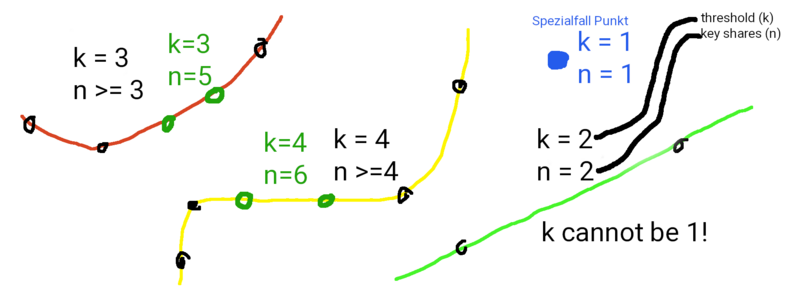 k = 3
n >= 3
k=3
n=5
k=4
n=6
k = 4
n >=4
Spezialfall Punkt
k = 1
n = 1
threshold (k)
key shares (n)
k = 2
n = 2
k cannot be 1!